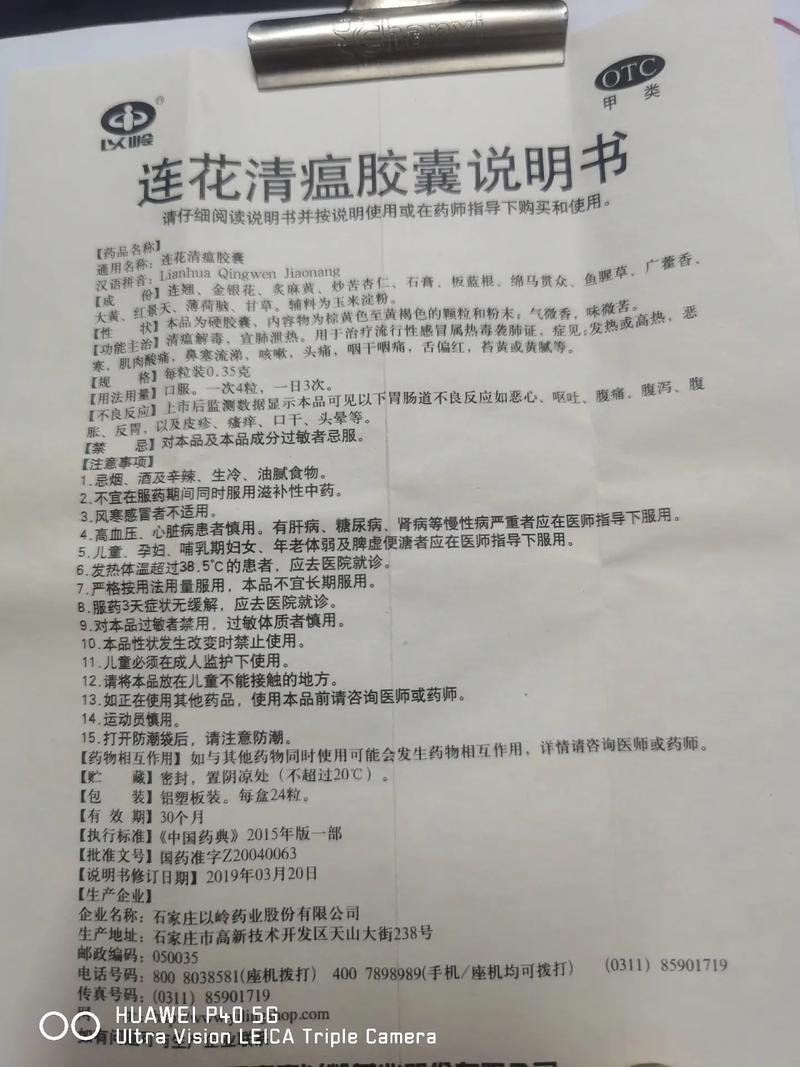 chanyi
OTC
甲类
以岭®
连花清瘟胶囊说明书
请仔细阅读说明书并按说明使用或在药师指导下购买和使用。
【药品名称】
通用名称：连花清瘟胶囊
汉语拼音：Lianhua Qingwen Jiaonang
【成 份】连翘、金银花、炙麻黄、炒苦杏仁、石膏、板蓝根、绵马贯众、鱼腥草、广藿香、
大黄、红景天、薄荷脑、甘草。辅料为玉米淀粉。
【性 状】本品为硬胶囊，内容物为棕黄色至黄褐色的颗粒和粉末；气微香，味微苦。
【功能主治】清瘟解毒，宣肺泄热。用于治疗流行性感冒属热毒袭肺证，症见：发热或高热，恶
寒，肌肉酸痛，鼻塞流涕，咳嗽，头痛，咽干咽痛，舌偏红，苔黄或黄腻等。
【规 格】每粒装0.35克
【用法用量】口服。一次4粒，一日3次。
【不良反应】上市后监测数据显示本品可见以下胃肠道不良反应如恶心、呕吐、腹痛、腹泻、腹
胀、反胃，以及皮疹、瘙痒、口干、头晕等。
【禁 忌】对本品及本品成分过敏者忌服。
【注意事项】
1.忌烟、酒及辛辣、生冷、油腻食物。
2.不宜在服药期间同时服用滋补性中药。
3.风寒感冒者不适用。
4.高血压、心脏病患者慎用。有肝病、糖尿病、肾病等慢性病严重者应在医师指导下服用。
5.儿童、孕妇、哺乳期妇女、年老体弱及脾虚便溏者应在医师指导下服用。
6.发热体温超过38.5℃的患者，应去医院就诊。
7.严格按用法用量服用，本品不宜长期服用。
8.服药3天症状无缓解，应去医院就诊。
9.对本品过敏者禁用，过敏体质者慎用。
10.本品性状发生改变时禁止使用。
11.儿童必须在成人监护下使用。
12.请将本品放在儿童不能接触的地方。
13.如正在使用其他药品，使用本品前请咨询医师或药师。
14.运动员慎用。
15.打开防潮袋后，请注意防潮。
【药物相互作用】如与其他药物同时使用可能会发生药物相互作用，详情请咨询医师或药师。
【贮 藏】密封，置阴凉处（不超过20℃）。
【包 装】铝塑板装。每盒24粒。
【有 效 期】30个月
【执行标准】《中国药典》2015年版一部
【批准文号】国药准字Z20040063
【说明书修订日期】2019年03月20日
【生产企业】
企业名称：石家庄以岭药业股份有限公司
生产地址：石家庄市高新技术开发区天山大街238号
邮政编码：050035
电话号码：800 8038581(座机拨打) 400 7898989(手机/座机均可拨打) (0311) 85901719
传真号码：(0311) 85901719
HUAWEI P40 5G
Ultra Vision LEICA Triple Camera